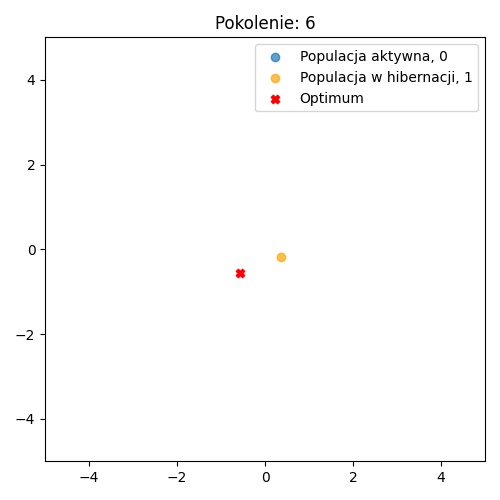 Pokolenie: 6
Populacja aktywna, 0
Populacja w hibernacji, 1
Optimum
4
2
0
−2
−4
−4 −2 0 2 4